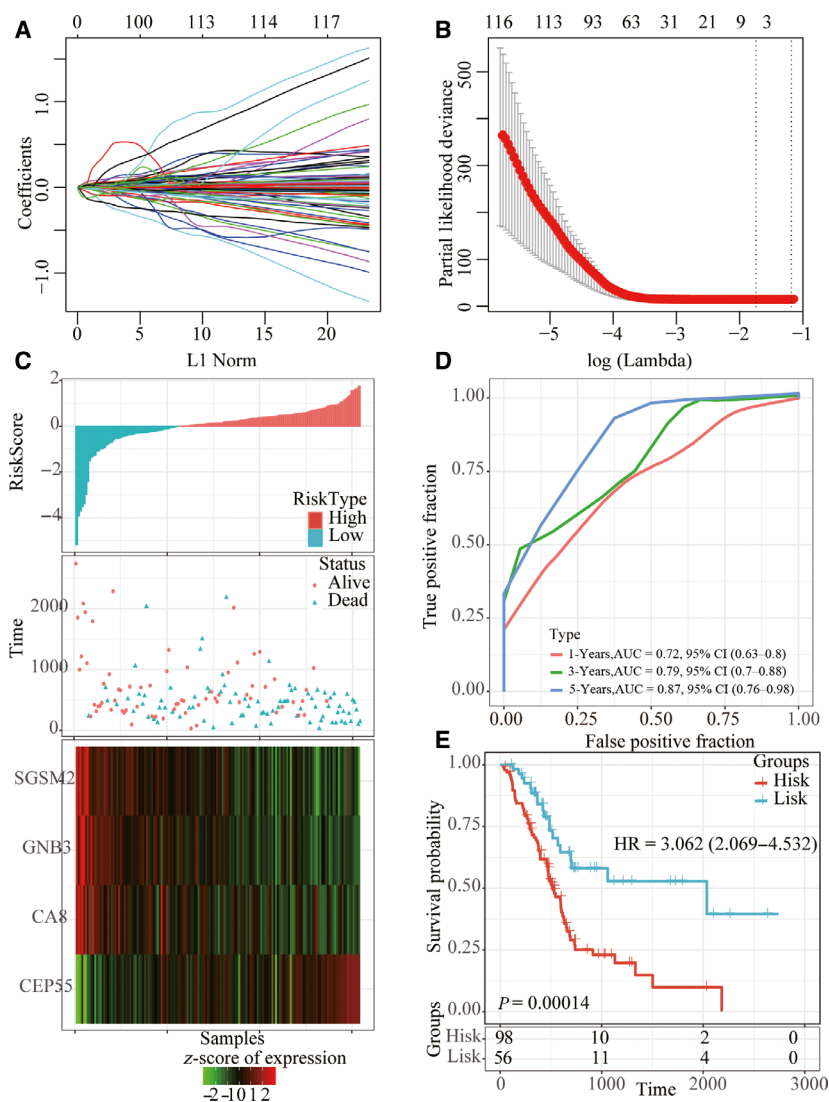 A
0 100 113 114 117
Coefficients
1.0
0.0
−1.0
0 5 10 15 20
L1 Norm
B
116 113 93 63 31 21 9 3
Partial likelihood deviance
500
300
100
0
−5 −4 −3 −2 −1
log (Lambda)
C
RiskScore
2
0
−2
−4
RiskType
High
Low
Time
2000
1000
0
Status
Alive
Dead
SGSM2
GNB3
CA8
CEP55
Samples
z-score of expression
-2 -10 1 2
D
True positive fraction
1.00
0.75
0.50
0.25
0.00
Type
1-Years,AUC = 0.72, 95% CI (0.63–0.8)
3-Years,AUC = 0.79, 95% CI (0.7–0.88)
5-Years,AUC = 0.87, 95% CI (0.76–0.98)
0.00 0.25 0.50 0.75 1.00
False positive fraction
E
Groups
Hisk
Lisk
Survival probability
1.00
0.75
0.50
0.25
0.00
HR = 3.062 (2.069−4.532)
P = 0.00014
Groups
Hisk 98 10 2 0
Lisk 56 11 4 0
0 1000 2000 3000
Time